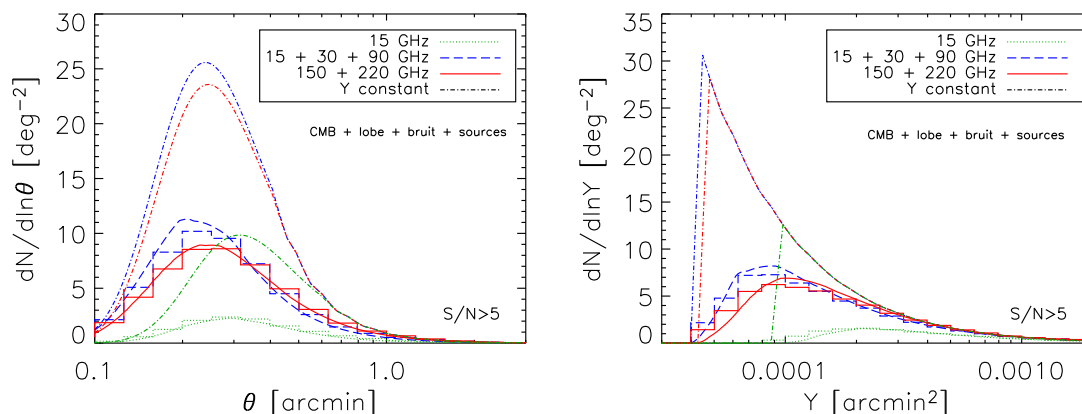 30
25
20
15
10
5
0
dN/dlnθ [deg⁻²]
15 GHz
15 + 30 + 90 GHz
150 + 220 GHz
Y constant
CMB + lobe + bruit + sources
S/N>5
0.1
1.0
θ [arcmin]
35
30
25
20
15
10
5
0
dN/dlnY [deg⁻²]
15 GHz
15 + 30 + 90 GHz
150 + 220 GHz
Y constant
CMB + lobe + bruit + sources
S/N>5
0.0001
0.0010
Y [arcmin²]